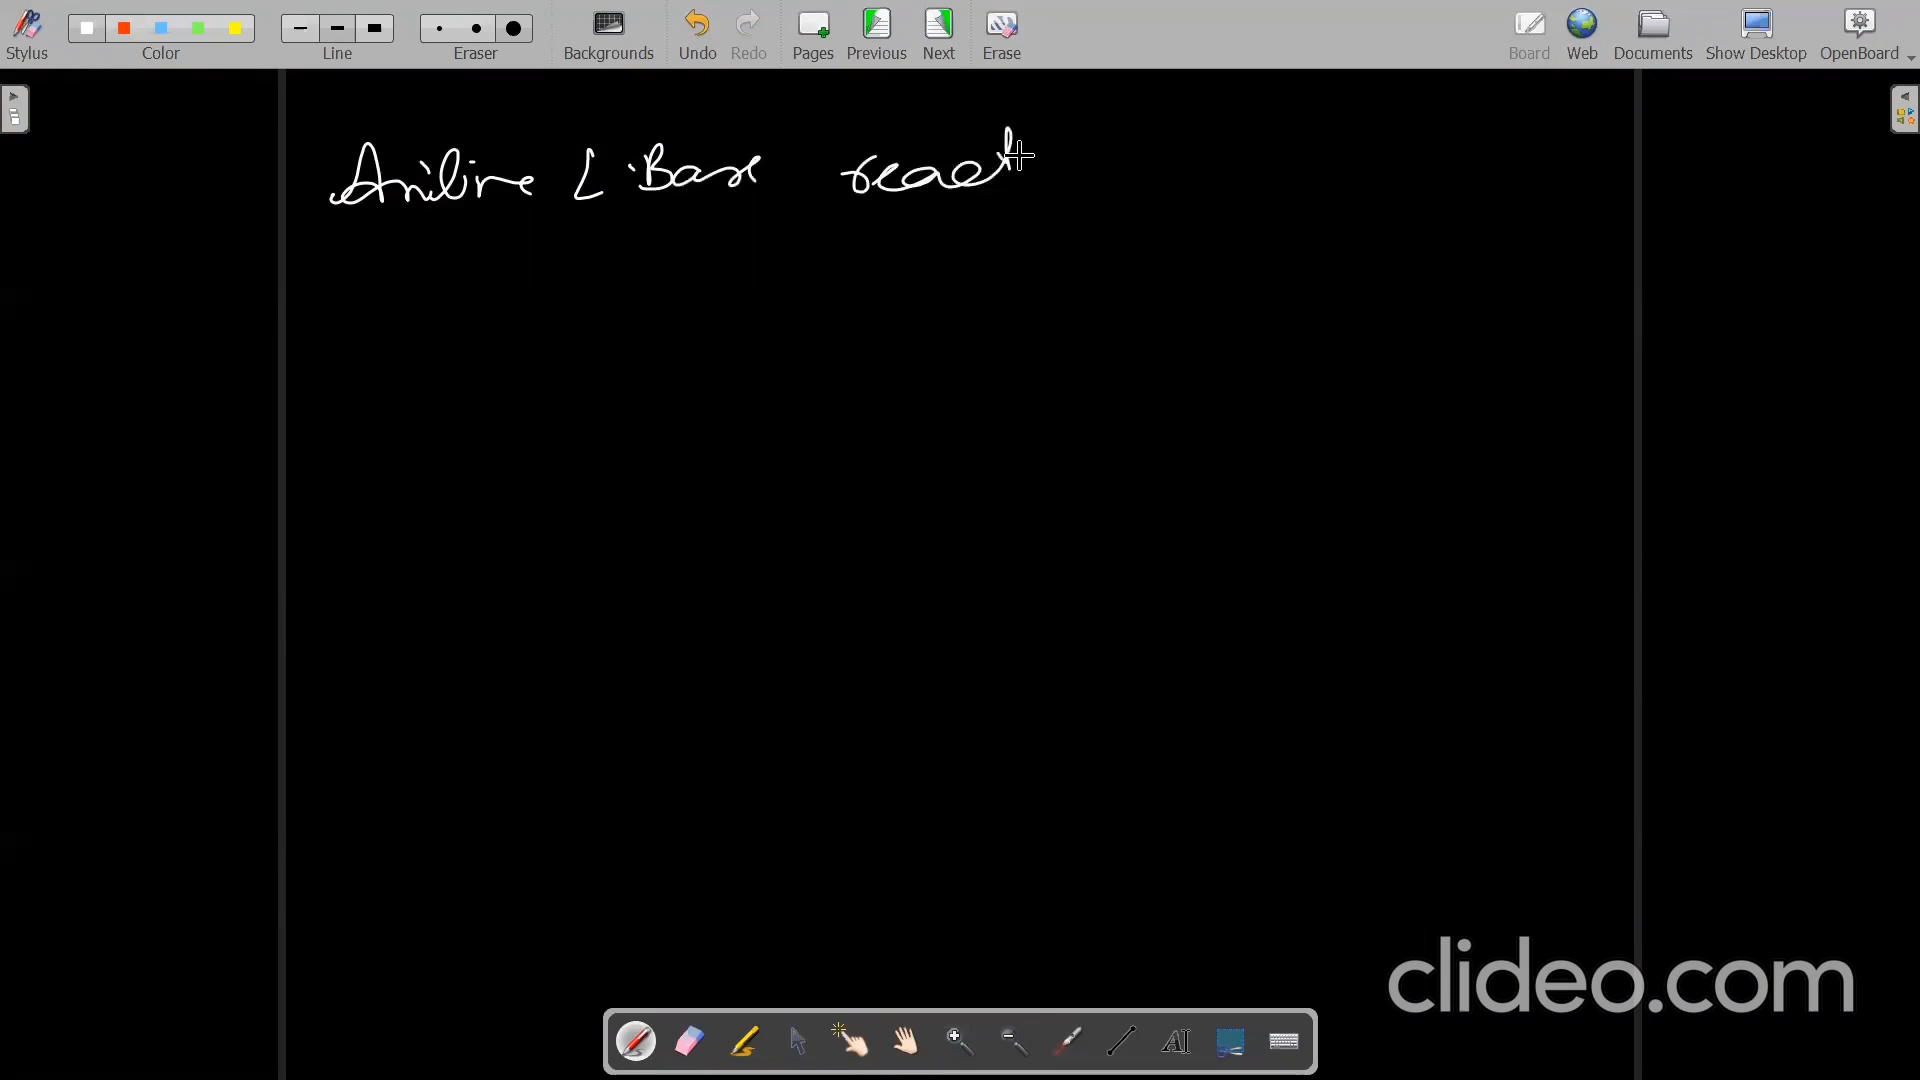 Stylus Color Line Eraser Backgrounds Undo Redo Pages Previous Next Erase Board Web Documents Show Desktop OpenBoard
Aniline L Base react
clideo.com
AI